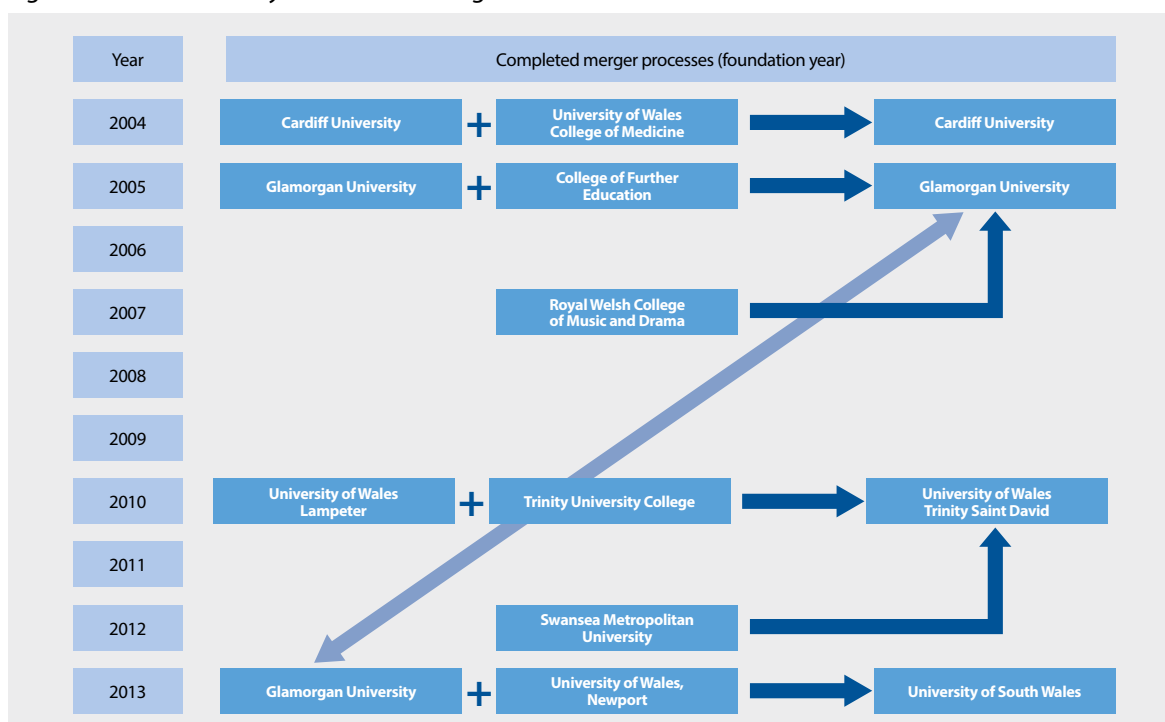 Year
Completed merger processes (foundation year)
2004
Cardiff University
+
University of Wales
College of Medicine
Cardiff University
2005
Glamorgan University
+
College of Further
Education
Glamorgan University
2006
2007
Royal Welsh College
of Music and Drama
2008
2009
2010
University of Wales
Lampeter
+
Trinity University College
University of Wales
Trinity Saint David
2011
2012
Swansea Metropolitan
University
2013
Glamorgan University
+
University of Wales,
Newport
University of South Wales